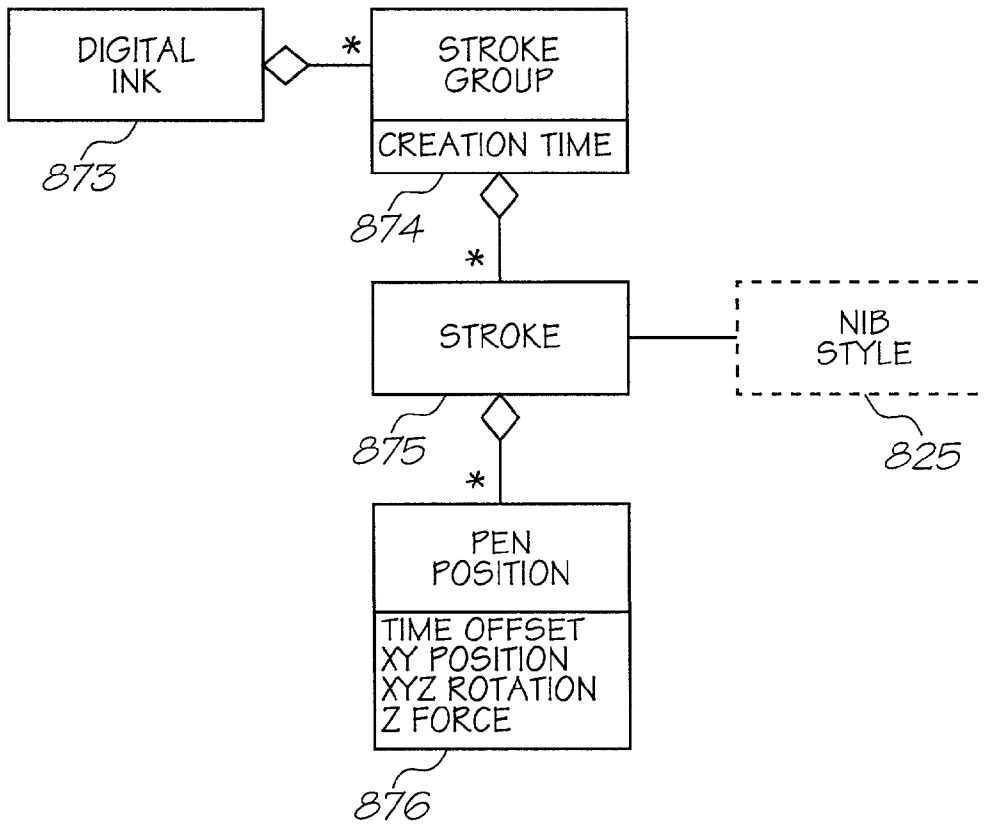 DIGITAL
INK
*
STROKE
GROUP
CREATION TIME
873
874
*
STROKE
NIB
STYLE
875
825
*
PEN
POSITION
TIME OFFSET
XY POSITION
XYZ ROTATION
Z FORCE
876